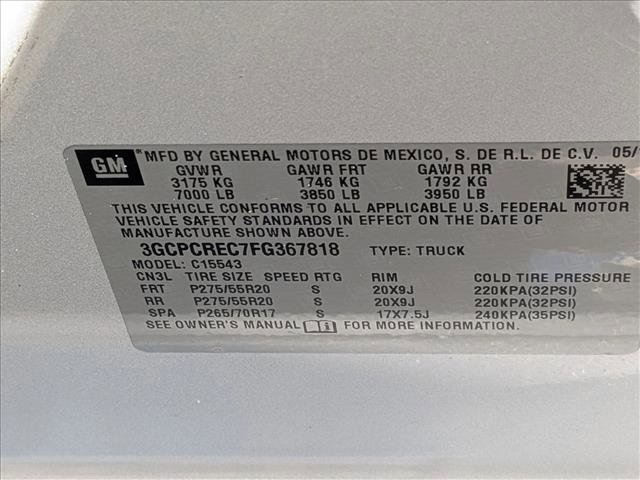 GM ® MFD BY GENERAL MOTORS DE MEXICO, S. DE R.L. DE C.V. 05/
GVWR GAWR FRT GAWR RR
3175 KG 1746 KG 1792 KG
7000 LB 3850 LB 3950 LB
THIS VEHICLE CONFORMS TO ALL APPLICABLE U.S. FEDERAL MOTOR
VEHICLE SAFETY STANDARDS IN EFFECT ON THE DATE OF
MANUFACTURE SHOWN ABOVE.
3GCPCREC7FG367818 TYPE: TRUCK
MODEL: C15543
CN3L TIRE SIZE SPEED RTG RIM COLD TIRE PRESSURE
FRT P275/55R20 S 20X9J 220KPA(32PSI)
RR P275/55R20 S 20X9J 220KPA(32PSI)
SPA P265/70R17 S 17X7.5J 240KPA(35PSI)
SEE OWNER'S MANUAL FOR MORE INFORMATION.